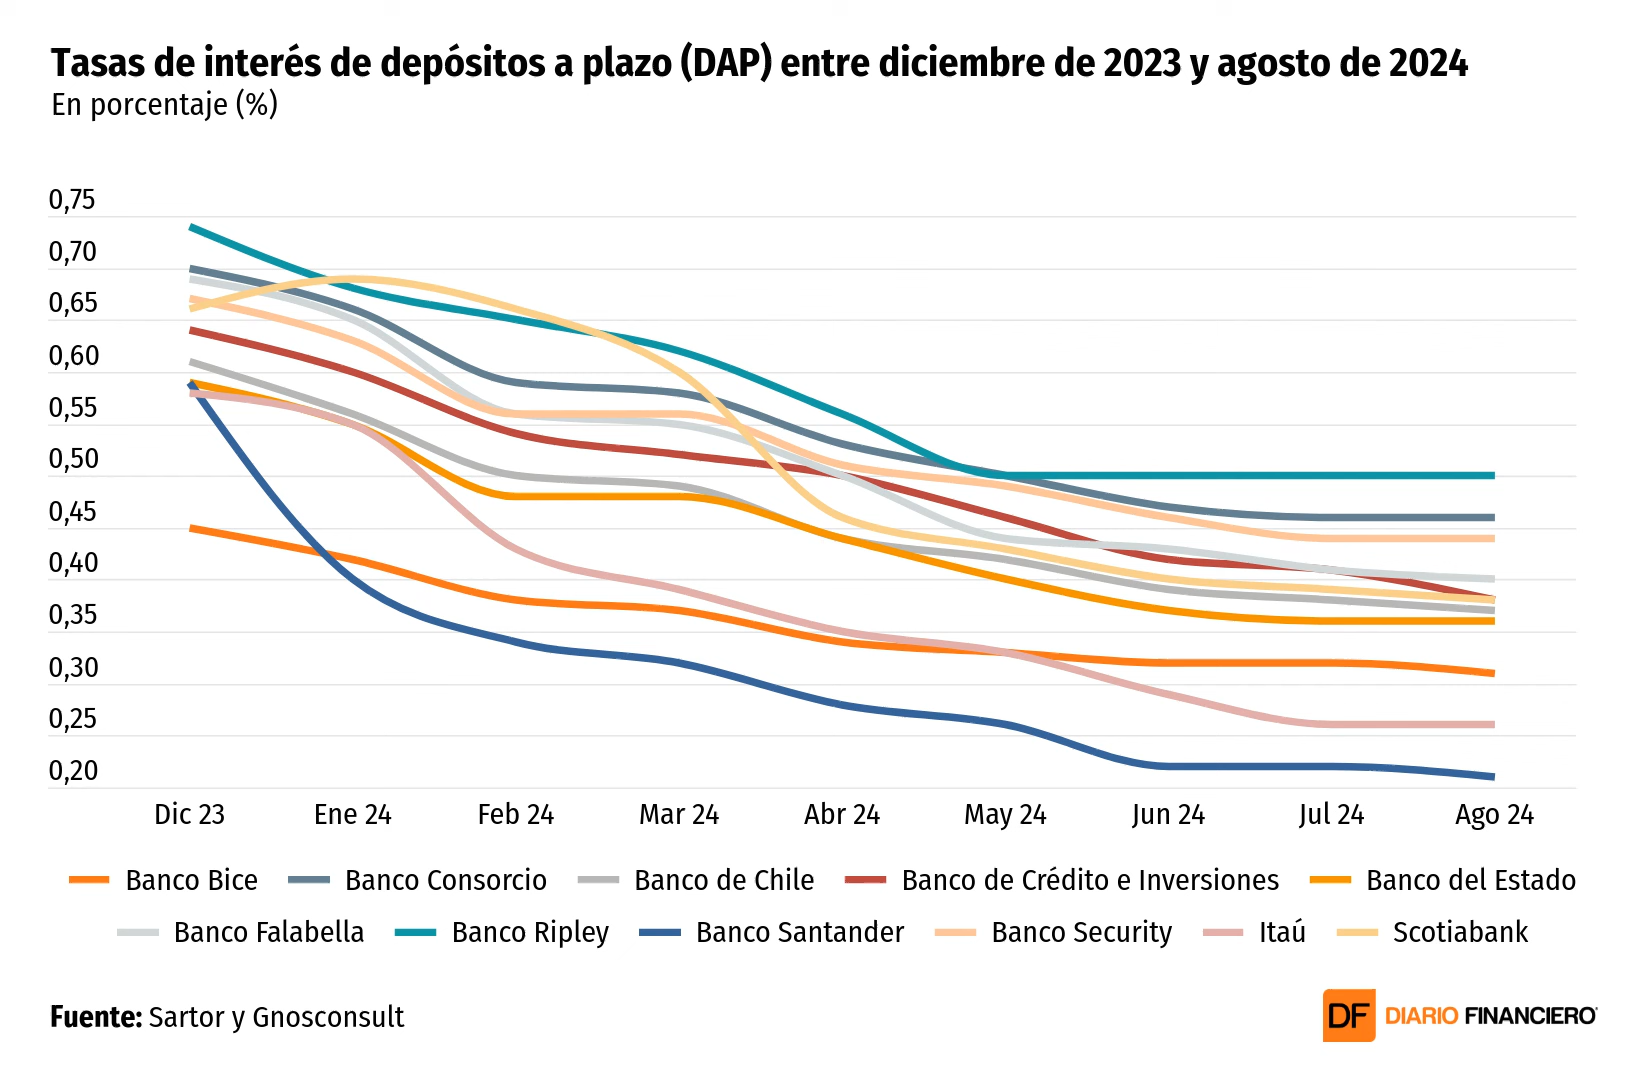 Tasas de interés de depósitos a plazo (DAP) entre diciembre de 2023 y agosto de 2024
En porcentaje (%)
0,75
0,70
0,65
0,60
0,55
0,50
0,45
0,40
0,35
0,30
0,25
0,20
Dic 23 Ene 24 Feb 24 Mar 24 Abr 24 May 24 Jun 24 Jul 24 Ago 24
Banco Bice Banco Consorcio Banco de Chile Banco de Crédito e Inversiones Banco del Estado
Banco Falabella Banco Ripley Banco Santander Banco Security Itaú Scotiabank
Fuente: Sartor y Gnosconsult
DF DIARIO FINANCIERO